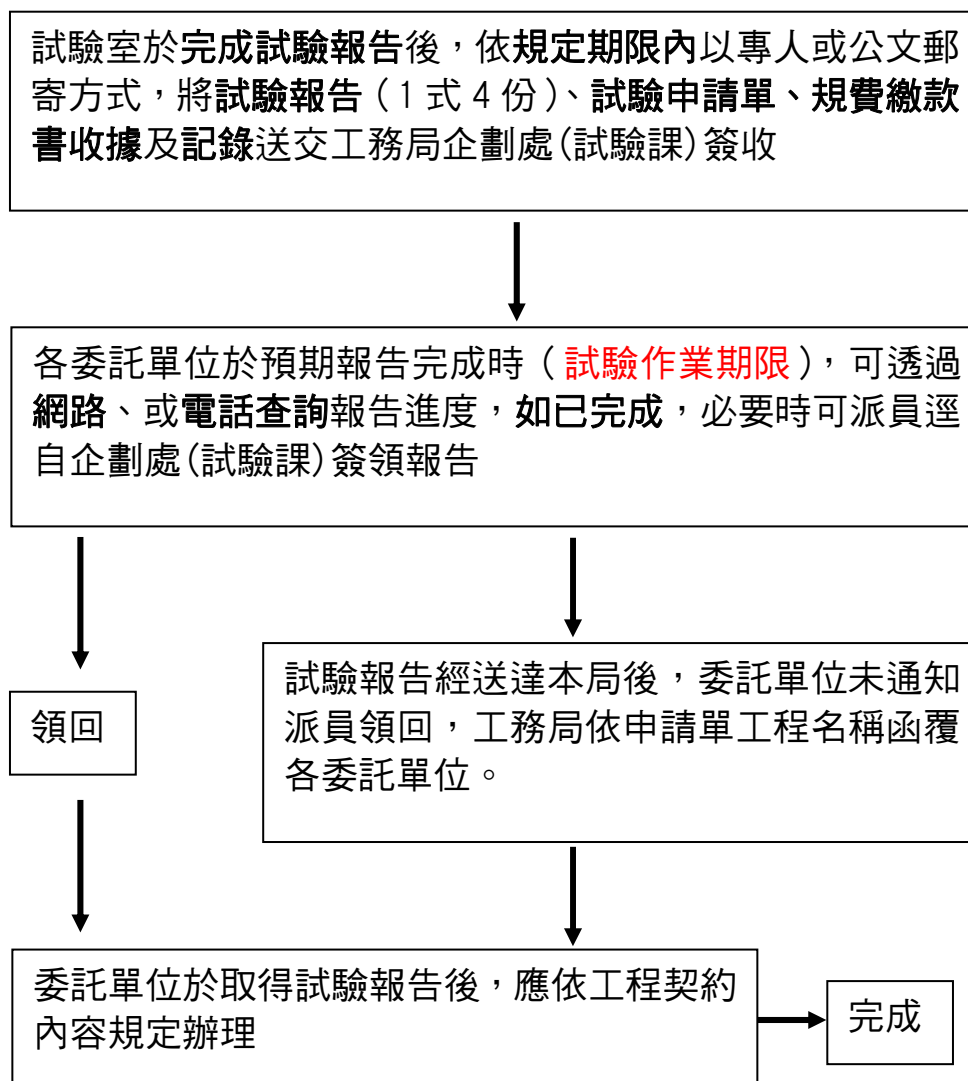 試驗室於完成試驗報告後，依規定期限內以專人或公文郵
寄方式，將試驗報告（1式4份）、試驗申請單、規費繳款
書收據及記錄送交工務局企劃處(試驗課)簽收
各委託單位於預期報告完成時（試驗作業期限），可透過
網路、或電話查詢報告進度，如已完成，必要時可派員逕
自企劃處(試驗課)簽領報告
試驗報告經送達本局後，委託單位未通知
派員領回，工務局依申請單工程名稱函覆
各委託單位。
領回
委託單位於取得試驗報告後，應依工程契約
內容規定辦理
完成